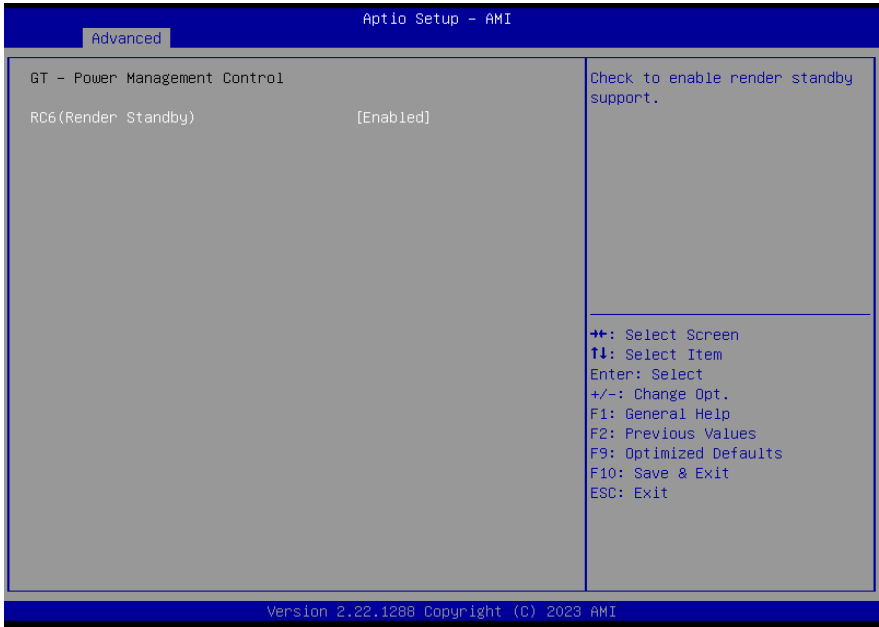 Aptio Setup – AMI
Advanced
GT – Power Management Control
RC6(Render Standby) [Enabled]
Check to enable render standby
support.
→←: Select Screen
↑↓: Select Item
Enter: Select
+/-: Change Opt.
F1: General Help
F2: Previous Values
F9: Optimized Defaults
F10: Save & Exit
ESC: Exit
Version 2.22.1288 Copyright (C) 2023 AMI